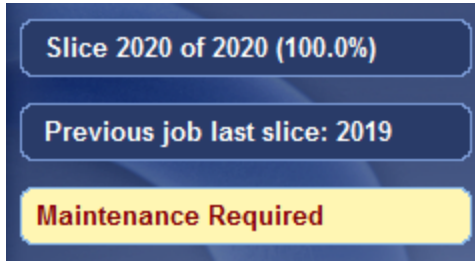 Slice 2020 of 2020 (100.0%)
Previous job last slice: 2019
Maintenance Required